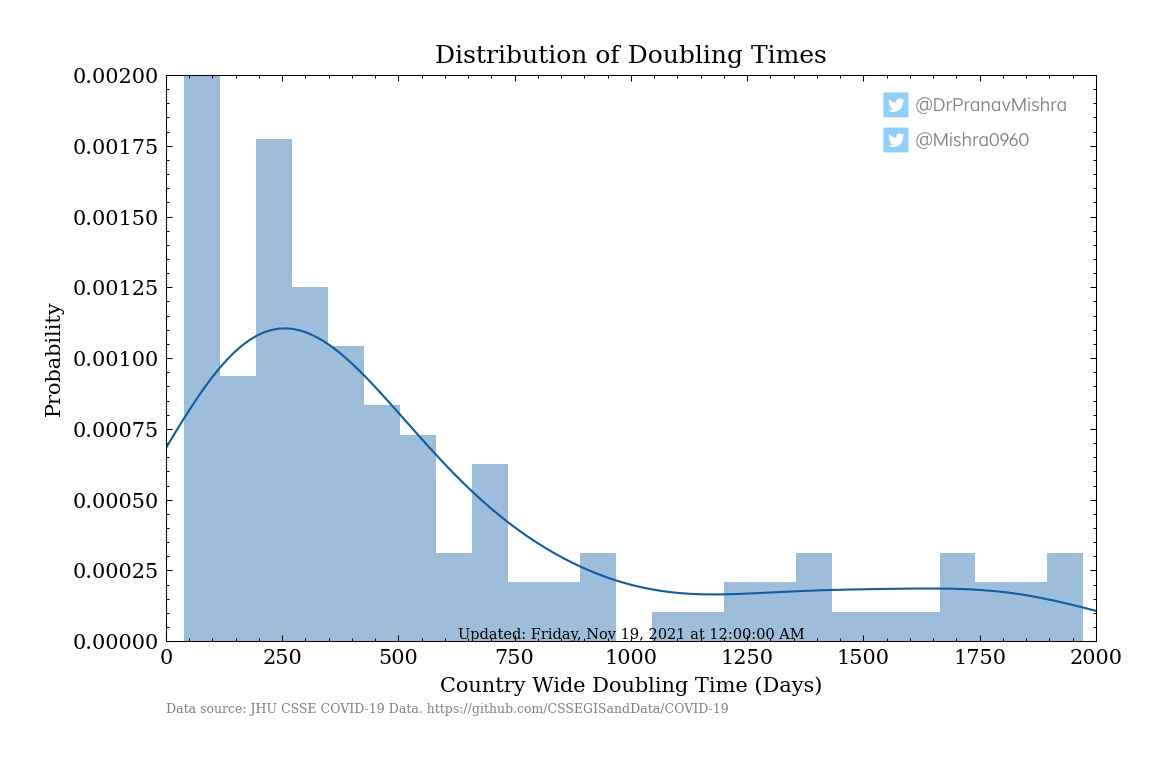 Distribution of Doubling Times
@DrPranavMishra
@Mishra0960
Probability
0.00200
0.00175
0.00150
0.00125
0.00100
0.00075
0.00050
0.00025
0.00000
Updated: Friday, Nov 19, 2021 at 12:00:00 AM
0 250 500 750 1000 1250 1500 1750 2000
Country Wide Doubling Time (Days)
Data source: JHU CSSE COVID-19 Data. https://github.com/CSSEGISandData/COVID-19